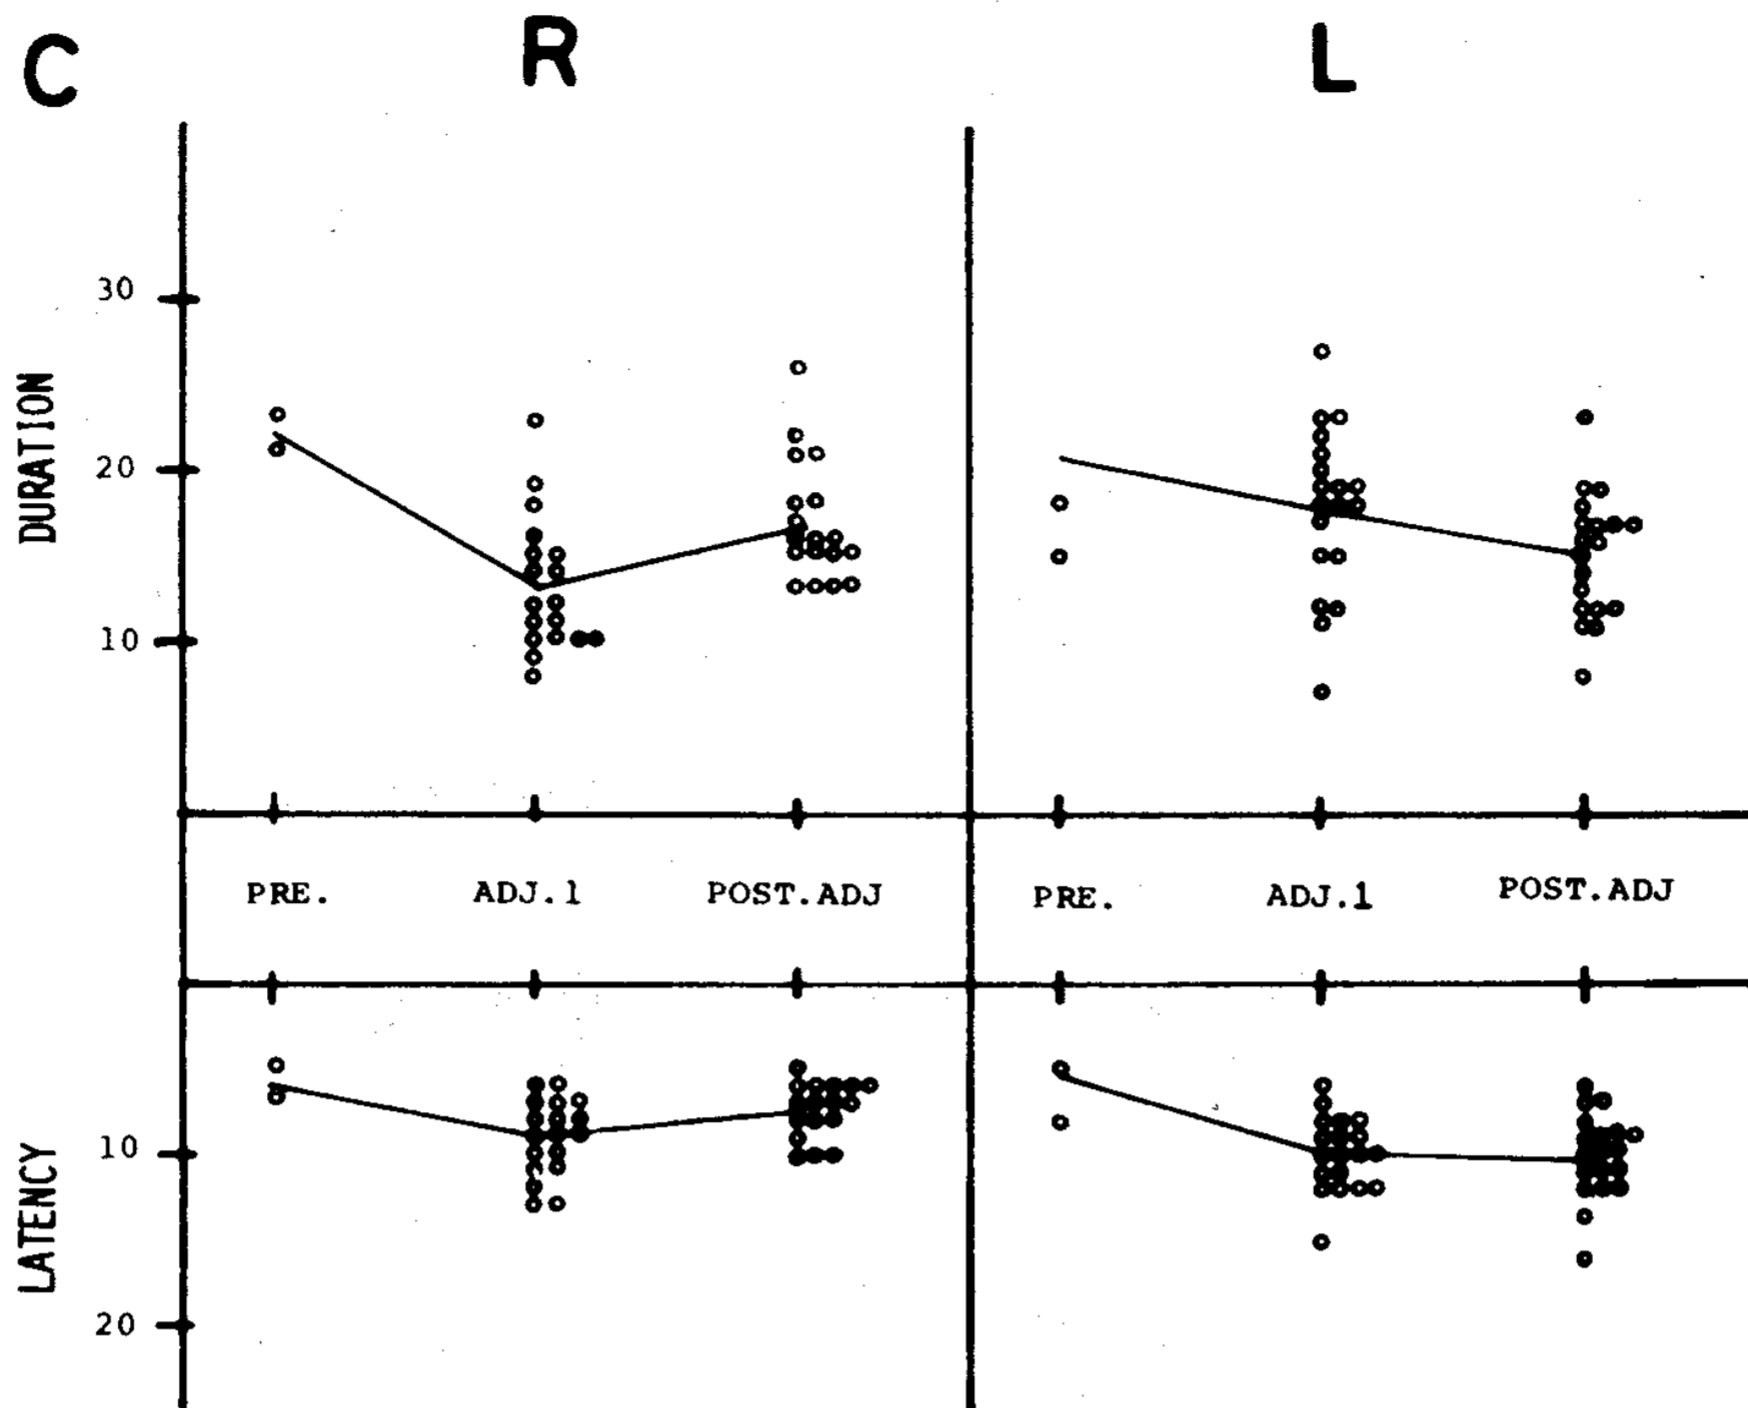 C R L
30
DURATION
20
10
PRE. ADJ.1 POST.ADJ PRE. ADJ.1 POST.ADJ
10
LATENCY
20